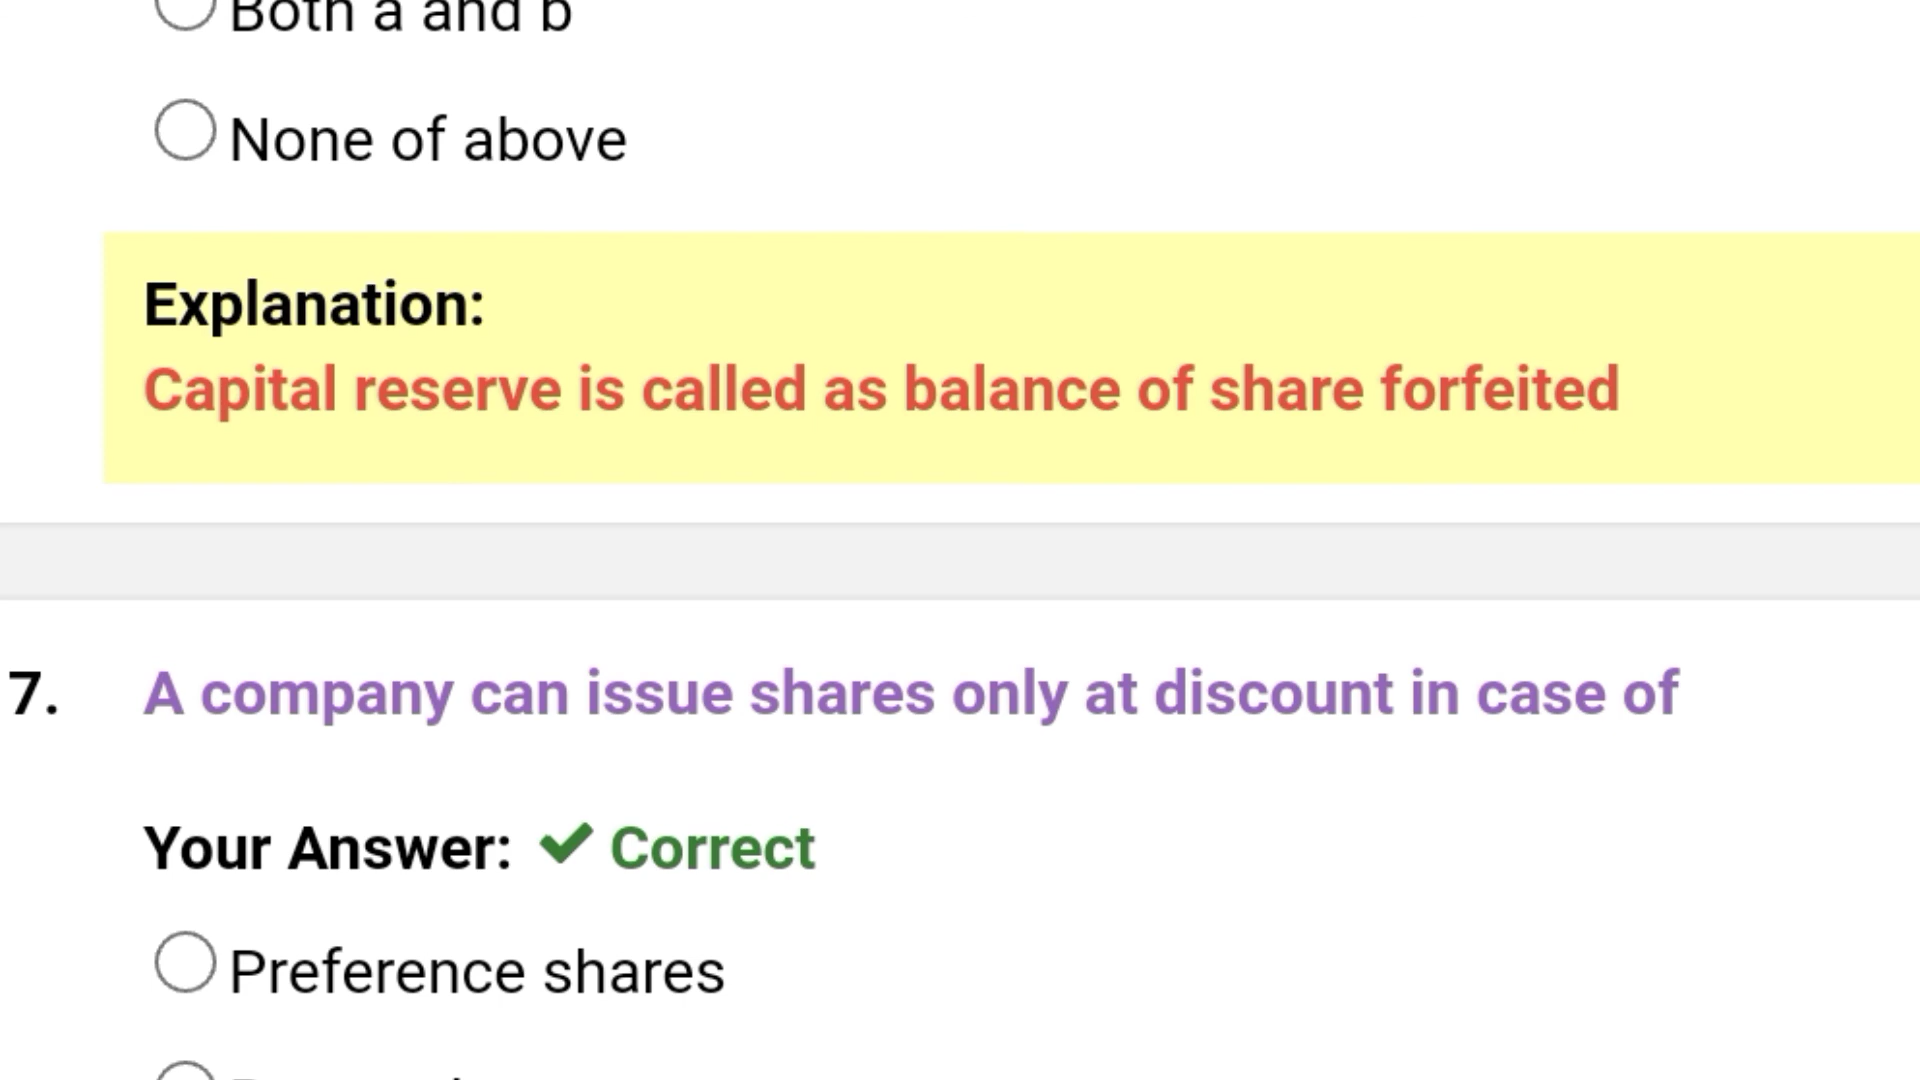 Both a and b
None of above
Explanation:
Capital reserve is called as balance of share forfeited
7. A company can issue shares only at discount in case of
Your Answer: ✔ Correct
Preference shares